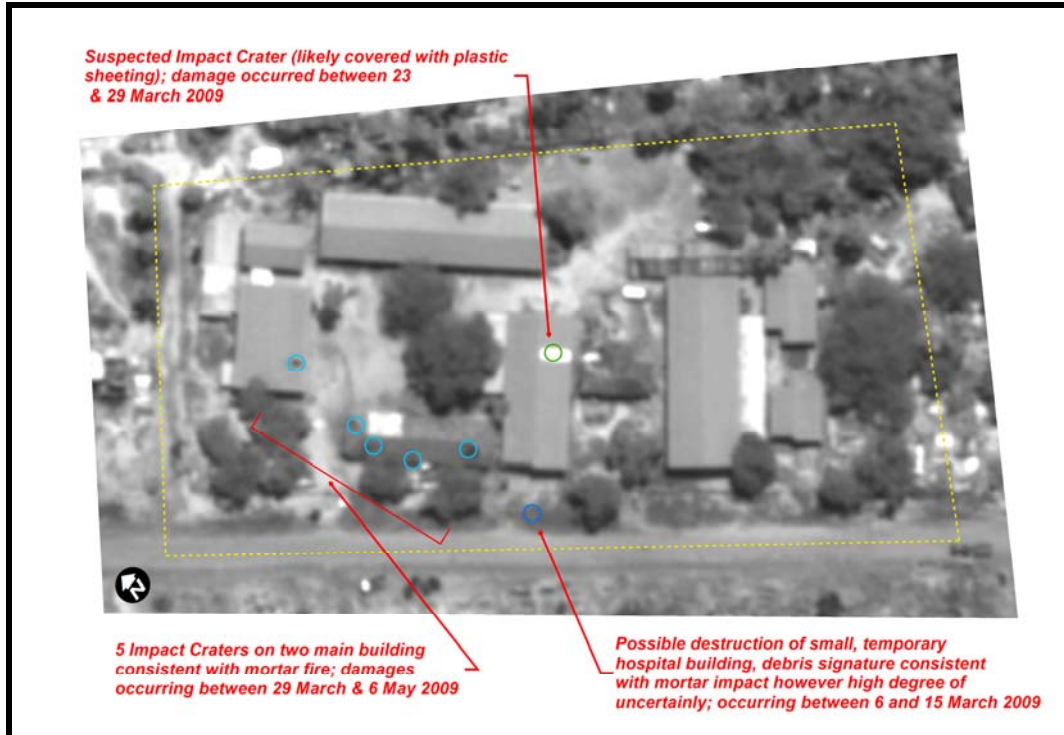 Suspected Impact Crater (likely covered with plastic
sheeting); damage occurred between 23
& 29 March 2009
5 Impact Craters on two main building
consistent with mortar fire; damages
occurring between 29 March & 6 May 2009
Possible destruction of small, temporary
hospital building, debris signature consistent
with mortar impact however high degree of
uncertainly; occurring between 6 and 15 March 2009